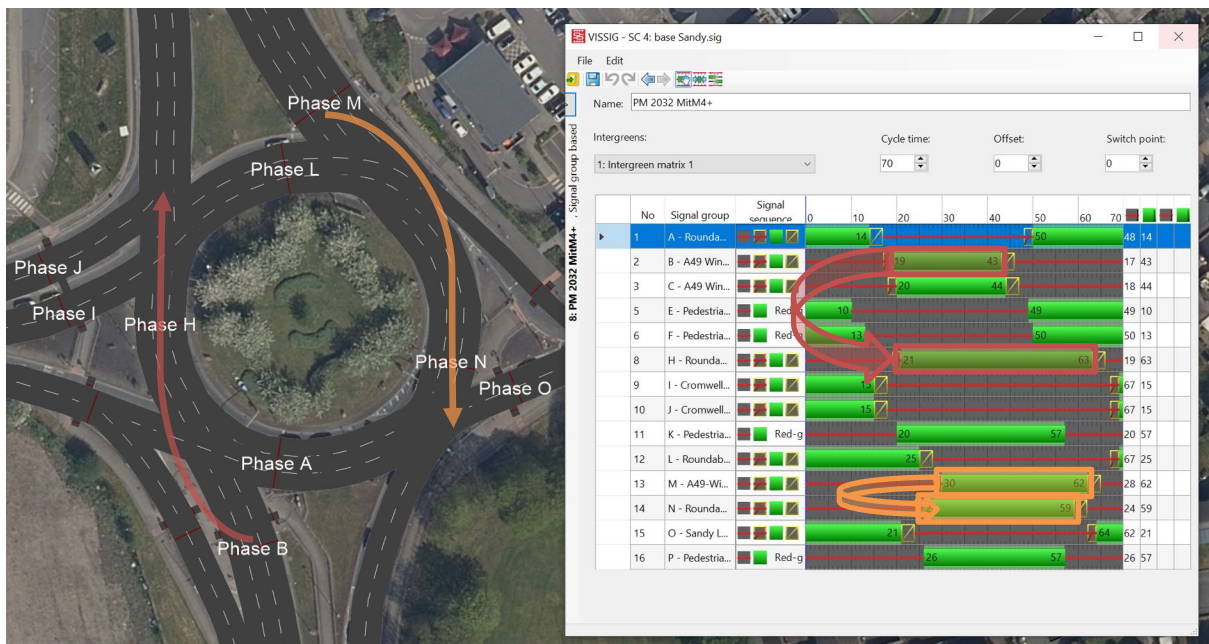 Phase M
Phase L
Phase J
Phase I
Phase H
Phase N
Phase O
Phase A
Phase B
VISSIG - SC 4: base Sandy.sig
File Edit
Name: PM 2032 MitM4+
8: PM 2032 MitM4+ , Signal group based
Intergreens: Cycle time: Offset: Switch point:
1: Intergreen matrix 1 70 0 0
No Signal group Signal sequence 0 10 20 30 40 50 60 70
1 A - Rounda... 14 50 48 14
2 B - A49 Win... 19 43 17 43
3 C - A49 Win... 20 44 18 44
5 E - Pedestria... Red-g 10 49 49 10
6 F - Pedestria... Red-g 13 50 50 13
8 H - Rounda... 21 63 19 63
9 I - Cromwell... 15 67 15
10 J - Cromwell... 15 67 15
11 K - Pedestria... Red-g 20 57 20 57
12 L - Roundab... 25 67 25
13 M - A49-Wi... 30 62 28 62
14 N - Rounda... 59 24 59
15 O - Sandy L... 21 64 62 21
16 P - Pedestria... Red-g 26 57 26 57